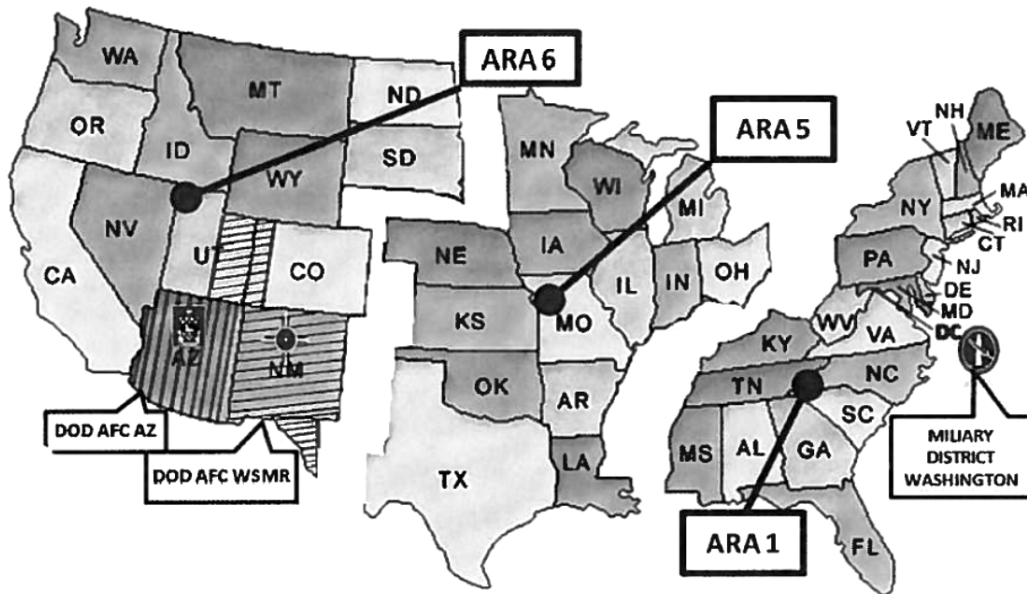 ARA 6
ARA 5
ARA 1
WA
MT
ND
OR
ID
SD
WY
NV
UT
CO
CA
AZ
NM
DOD AFC AZ
DOD AFC WSMR
MN
WI
MI
IA
NE
IL
IN
OH
KS
MO
OK
AR
TX
LA
NH
VT
ME
MA
NY
RI
CT
PA
NJ
DE
MD
DC
WV
VA
KY
TN
NC
SC
MS
AL
GA
FL
MILIARY
DISTRICT
WASHINGTON